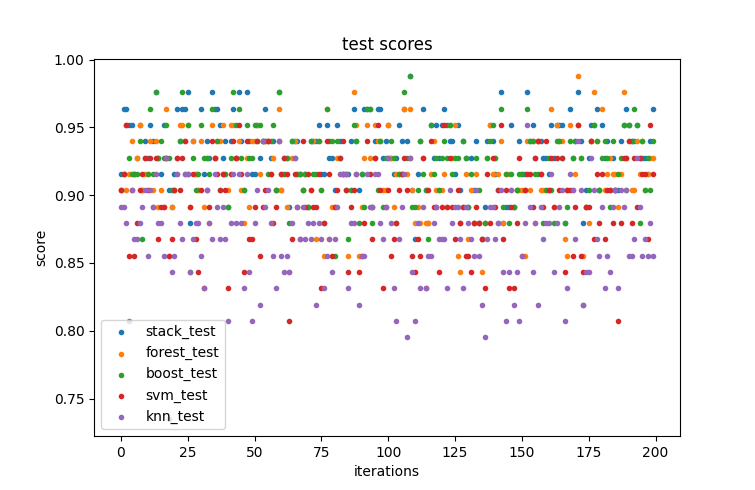 test scores
1.00
0.95
0.90
0.85
0.80
0.75
score
stack_test
forest_test
boost_test
svm_test
knn_test
0 25 50 75 100 125 150 175 200
iterations